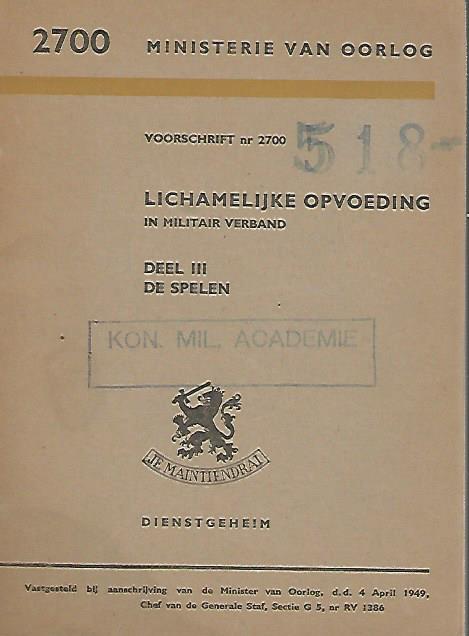 2700 MINISTERIE VAN OORLOG
VOORSCHRIFT nr 2700
518-
LICHAMELIJKE OPVOEDING
IN MILITAIR VERBAND
DEEL III
DE SPELEN
KON. MIL. ACADEMIE
JE MAINTIENDRAI
DIENSTGEHEIM
Vastgesteld bij aanschrijving van de Minister van Oorlog, d.d. 4 April 1949,
Chef van de Generale Staf, Sectie G 5, nr RV 1386